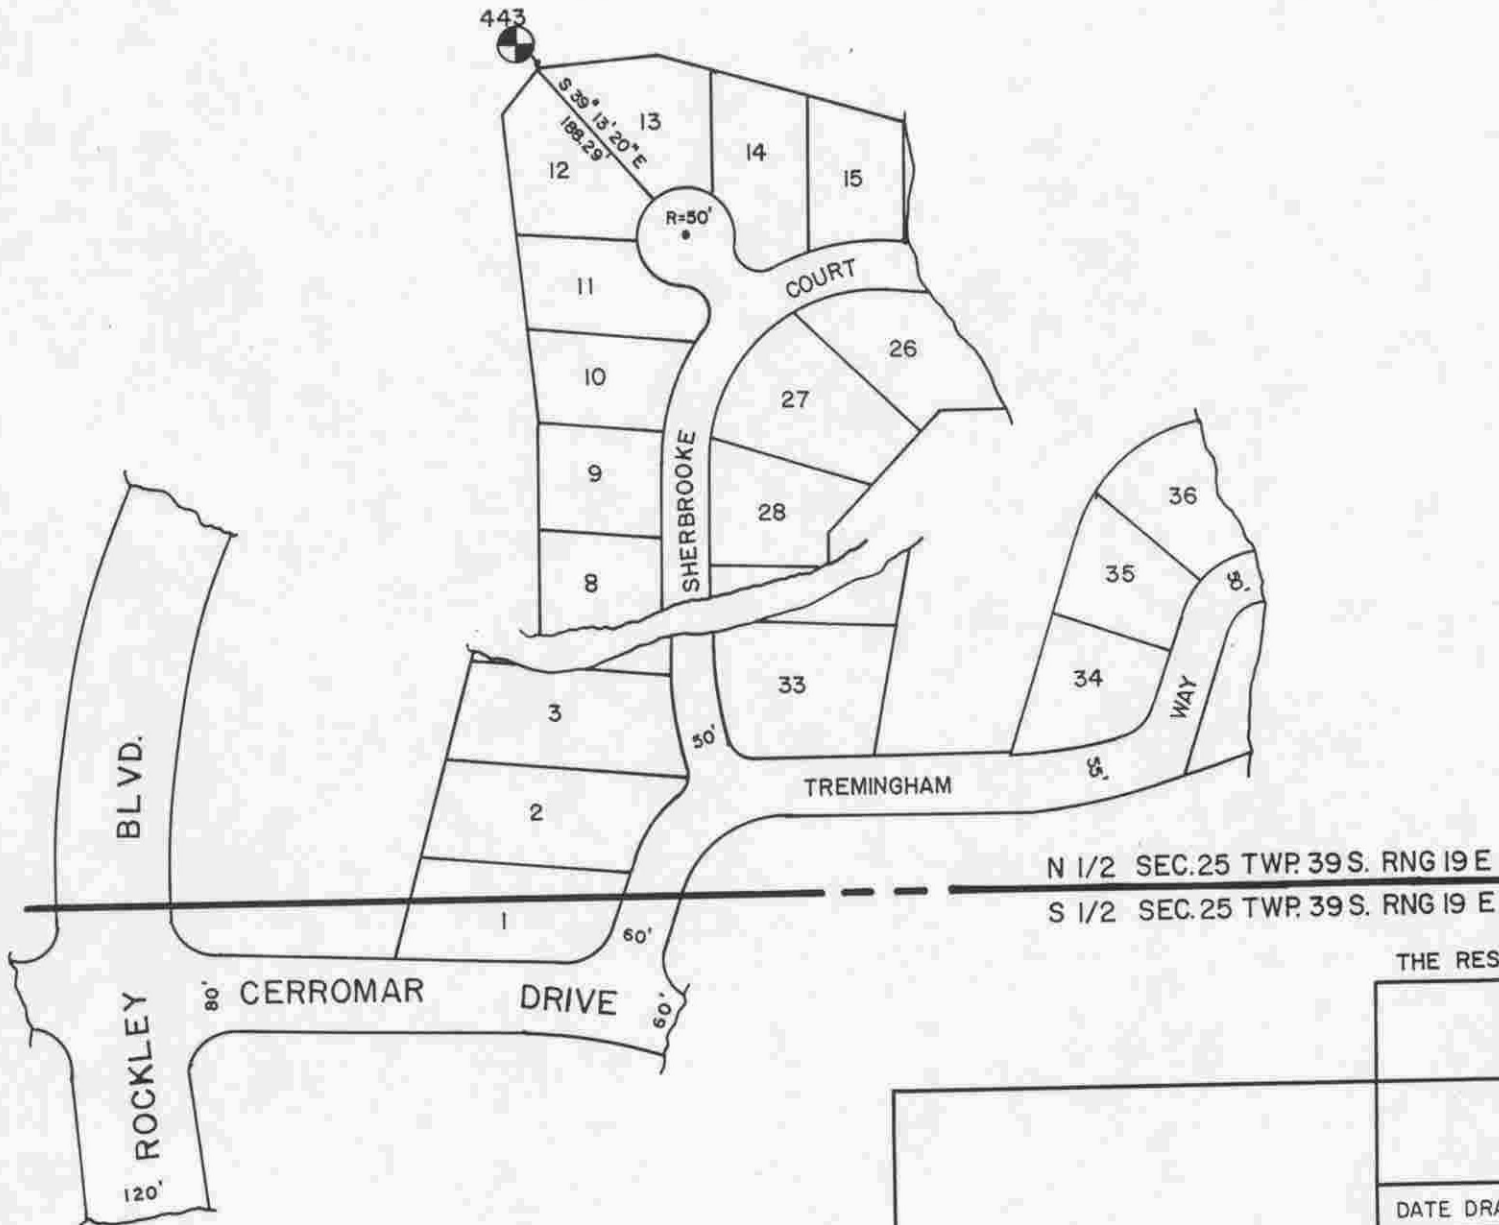 443
S 39° 13' 20" E
188.29'
13
12
14
15
R=50'
11
COURT
10
26
27
9
SHERBROOKE
28
8
36
35
50'
34
33
WAY
3
50'
55'
TREMINGHAM
2
BLVD.
N 1/2 SEC. 25 TWP. 39 S. RNG 19 E
S 1/2 SEC. 25 TWP. 39 S. RNG 19 E
1
60'
THE RES
80'
CERROMAR DRIVE
60'
ROCKLEY
120'
DATE DRA